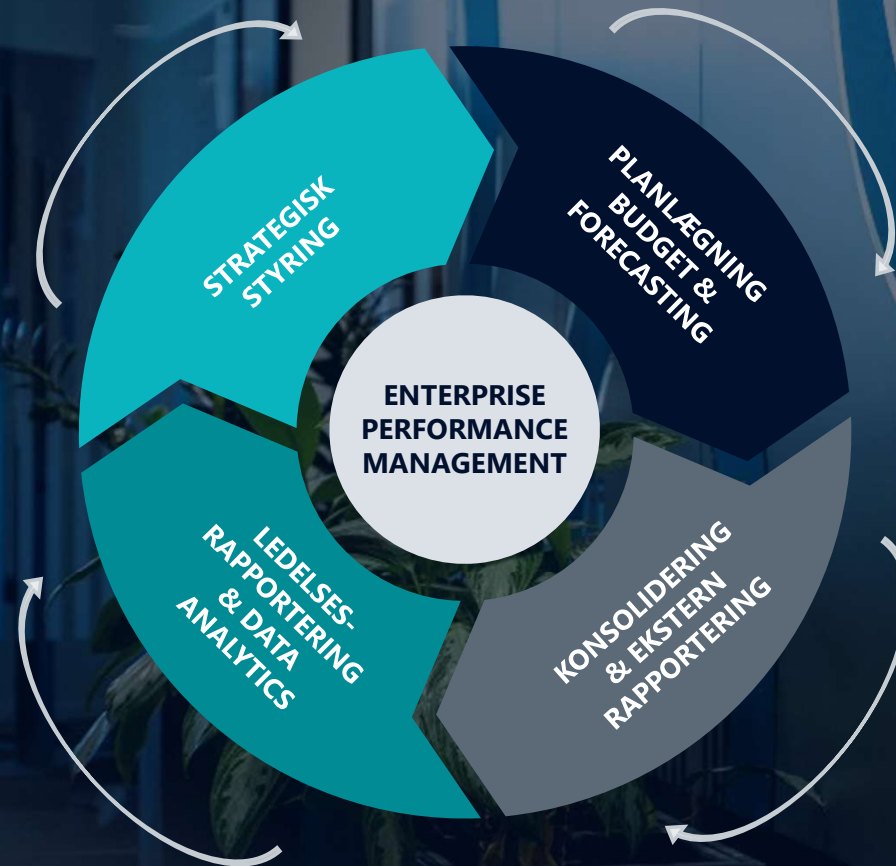 STRATEGISK
STYRING
PLANLÆGNING
BUDGET &
FORECASTING
ENTERPRISE
PERFORMANCE
MANAGEMENT
LEDELSES-
RAPPORTERING
& DATA
ANALYTICS
KONSOLIDERING
& EKSTERN
RAPPORTERING